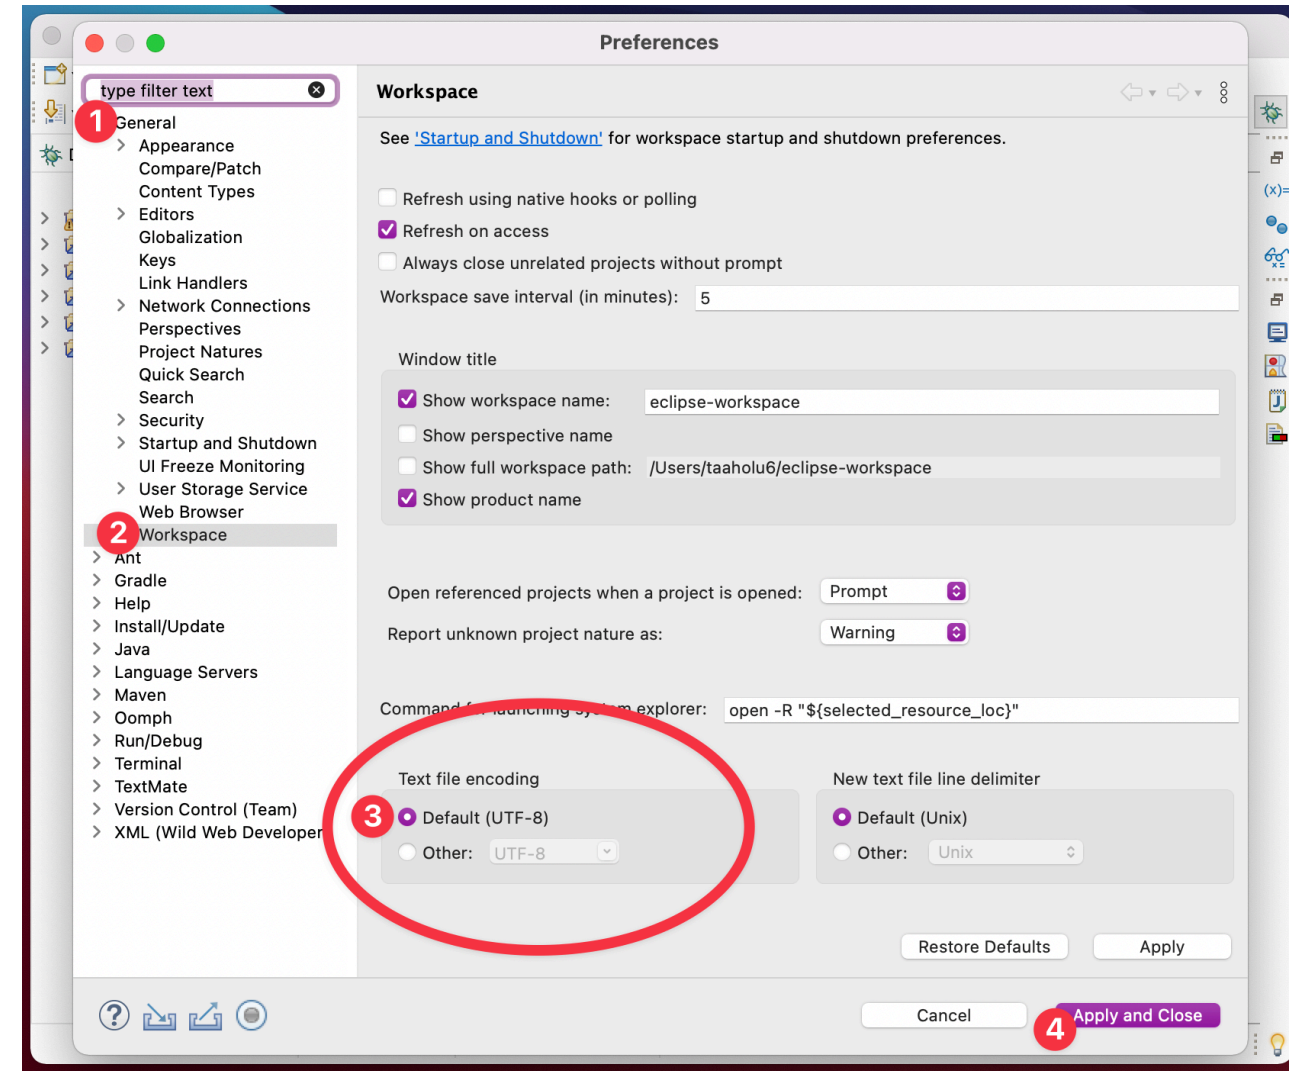 Preferences
type filter text
1
General
Appearance
Compare/Patch
Content Types
Editors
Globalization
Keys
Link Handlers
Network Connections
Perspectives
Project Natures
Quick Search
Search
Security
Startup and Shutdown
UI Freeze Monitoring
User Storage Service
Web Browser
2
Workspace
Ant
Gradle
Help
Install/Update
Java
Language Servers
Maven
Oomph
Run/Debug
Terminal
TextMate
Version Control (Team)
XML (Wild Web Developer
Workspace
See 'Startup and Shutdown' for workspace startup and shutdown preferences.
Refresh using native hooks or polling
Refresh on access
Always close unrelated projects without prompt
Workspace save interval (in minutes): 5
Window title
Show workspace name: eclipse-workspace
Show perspective name
Show full workspace path: /Users/taaholu6/eclipse-workspace
Show product name
Open referenced projects when a project is opened: Prompt
Report unknown project nature as: Warning
Command for launching system explorer: open -R "${selected_resource_loc}"
Text file encoding
3
Default (UTF-8)
Other: UTF-8
New text file line delimiter
Default (Unix)
Other: Unix
Restore Defaults
Apply
Cancel
4
Apply and Close
(x)=